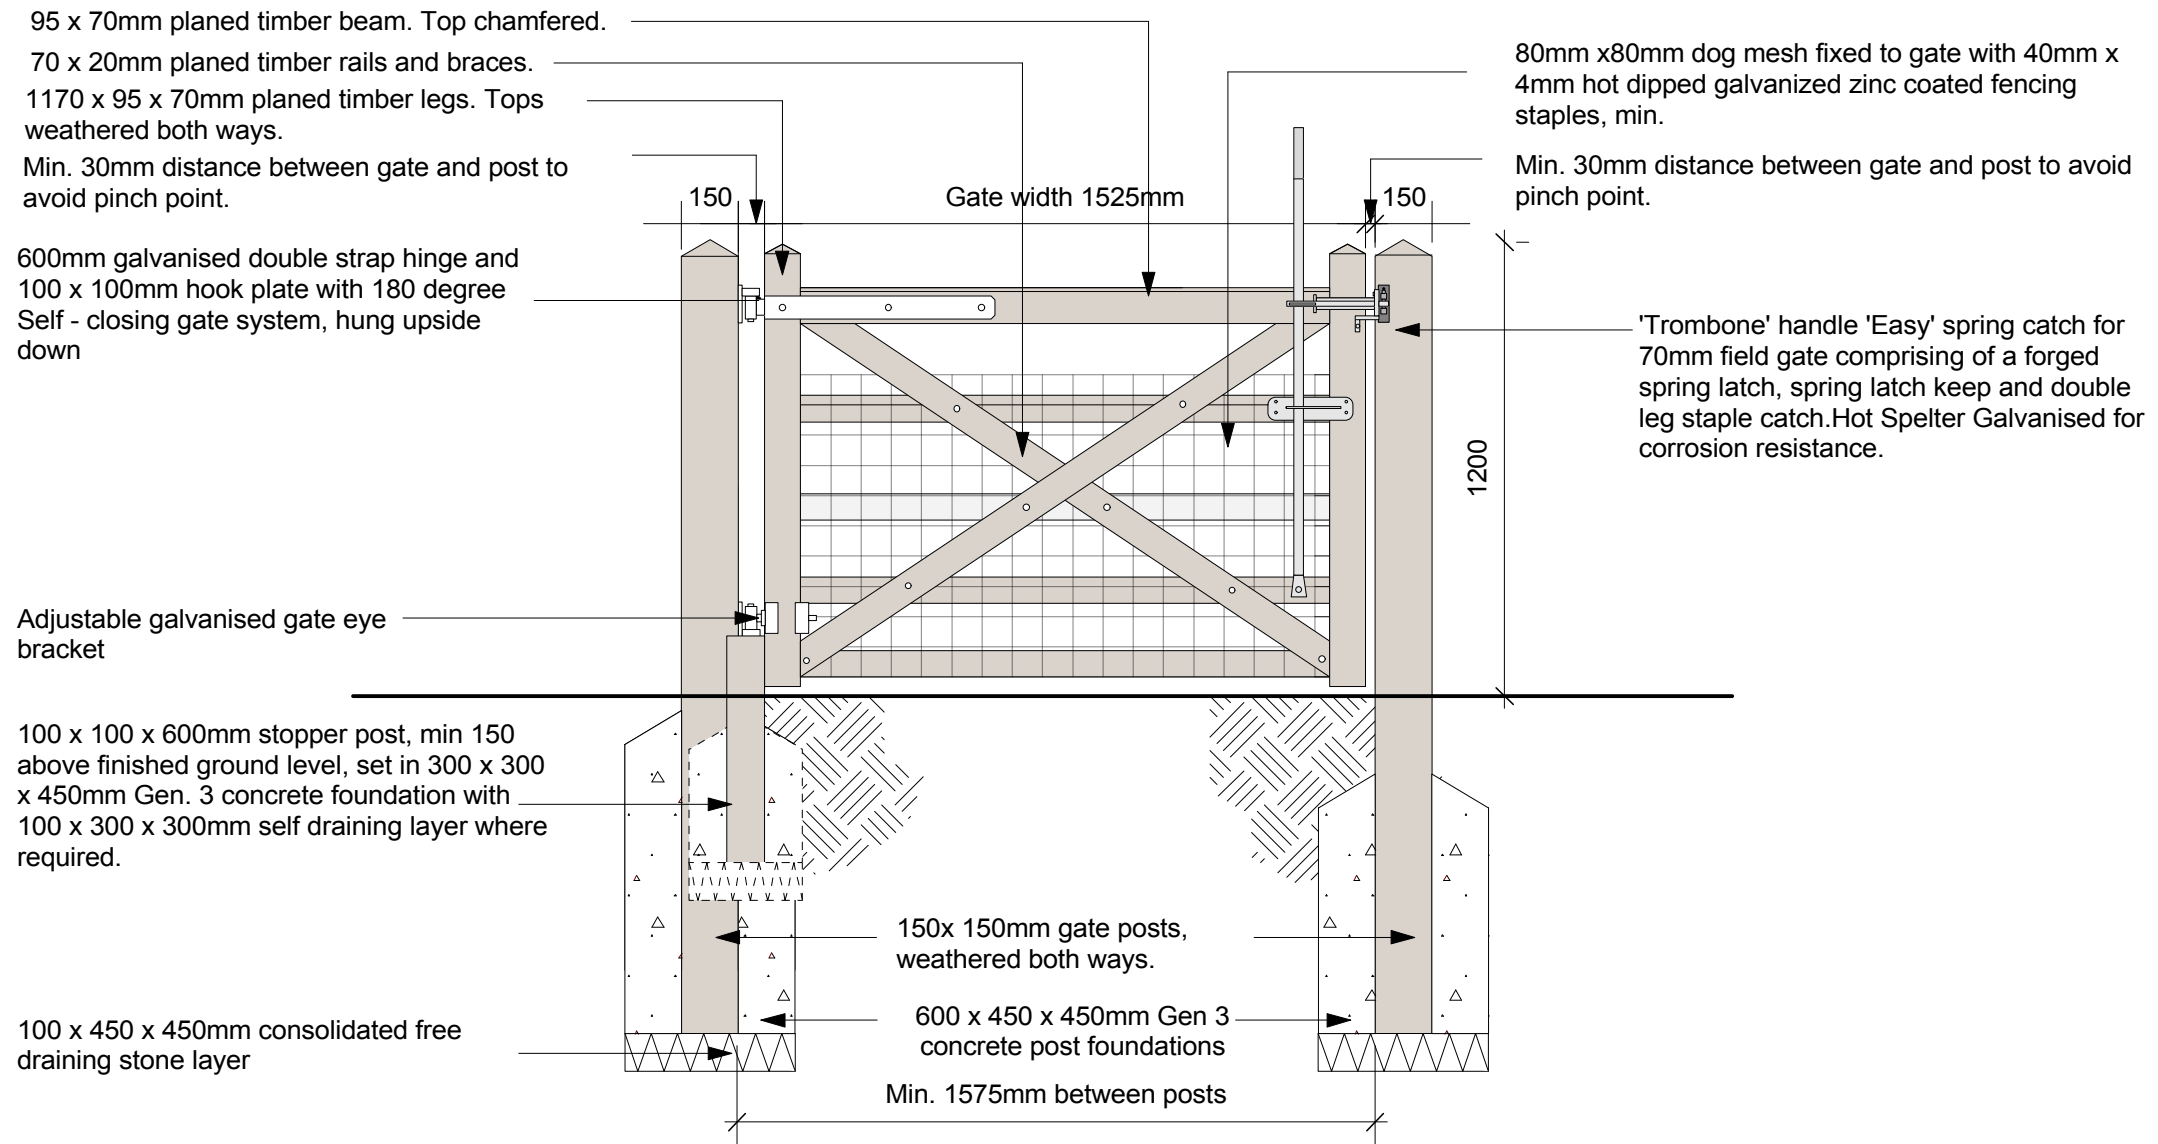 95 x 70mm planed timber beam. Top chamfered.
70 x 20mm planed timber rails and braces.
1170 x 95 x 70mm planed timber legs. Tops
weathered both ways.
Min. 30mm distance between gate and post to
avoid pinch point.
600mm galvanised double strap hinge and
100 x 100mm hook plate with 180 degree
Self - closing gate system, hung upside
down
Adjustable galvanised gate eye
bracket
100 x 100 x 600mm stopper post, min 150
above finished ground level, set in 300 x 300
x 450mm Gen. 3 concrete foundation with
100 x 300 x 300mm self draining layer where
required.
100 x 450 x 450mm consolidated free
draining stone layer
150
Gate width 1525mm
150
80mm x80mm dog mesh fixed to gate with 40mm x
4mm hot dipped galvanized zinc coated fencing
staples, min.
Min. 30mm distance between gate and post to avoid
pinch point.
'Trombone' handle 'Easy' spring catch for
70mm field gate comprising of a forged
spring latch, spring latch keep and double
leg staple catch.Hot Spelter Galvanised for
corrosion resistance.
1200
150x 150mm gate posts,
weathered both ways.
600 x 450 x 450mm Gen 3
concrete post foundations
Min. 1575mm between posts